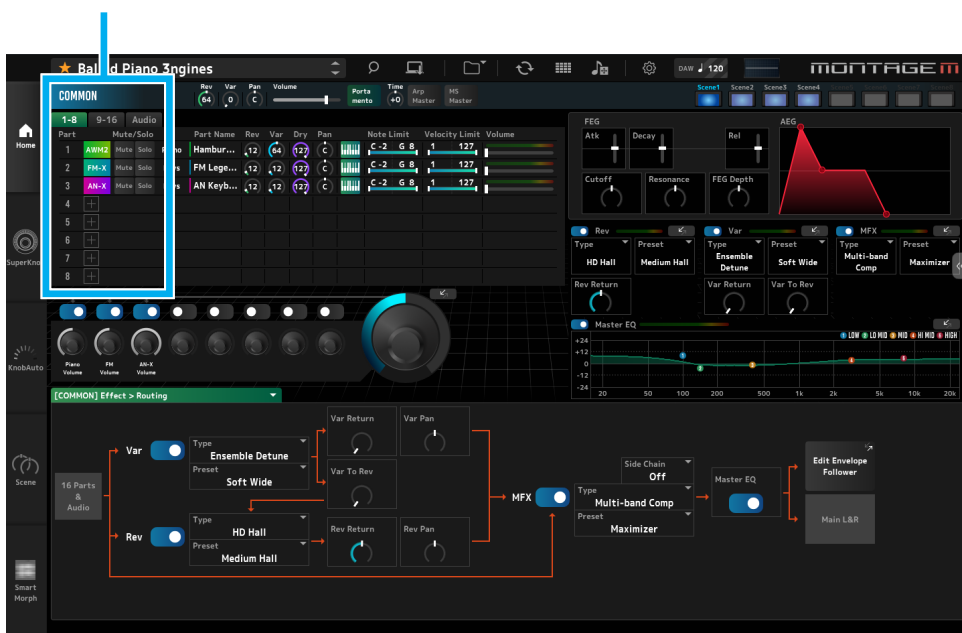 Ballad Piano 3ngines
DAW 120
MONTAGE M
COMMON
Rev Var Pan Volume
64 0 C
Porta mento
Time +0
Arp Master
MS Master
Scene1 Scene2 Scene3 Scene4
Home
1-8 9-16 Audio
Part Mute/Solo Part Name Rev Var Dry Pan Note Limit Velocity Limit Volume
1 AWM2 Mute Solo Hambur... 12 64 127 C C -2 G 8 1 127
2 FM-X Mute Solo FM Lege... 12 12 127 C C -2 G 8 1 127
3 AN-X Mute Solo AN Keyb... 12 12 127 C C -2 G 8 1 127
4
5
6
7
8
SuperKno
FEG AEG
Atk Decay Rel
Cutoff Resonance FEG Depth
Rev Var MFX
Type Preset Type Preset Type Preset
HD Hall Medium Hall Ensemble Detune Soft Wide Multi-band Comp Maximizer
Rev Return Var Return Var To Rev
Master EQ
1 LOW 2 LO MID 3 MID 4 HI MID 5 HIGH
+24
+12
0
-12
-24
20 50 100 200 500 1k 2k 5k 10k 20k
KnobAuto
Piano Volume
FM Volume
AN-X Volume
[COMMON] Effect > Routing
Var Return Var Pan
Var
Type
Ensemble Detune
Preset
Soft Wide
Var To Rev
Scene
16 Parts
&
Audio
Rev
Type
HD Hall
Preset
Medium Hall
Rev Return Rev Pan
MFX
Side Chain
Off
Type
Multi-band Comp
Preset
Maximizer
Master EQ
Edit Envelope
Follower
Main L&R
Smart
Morph